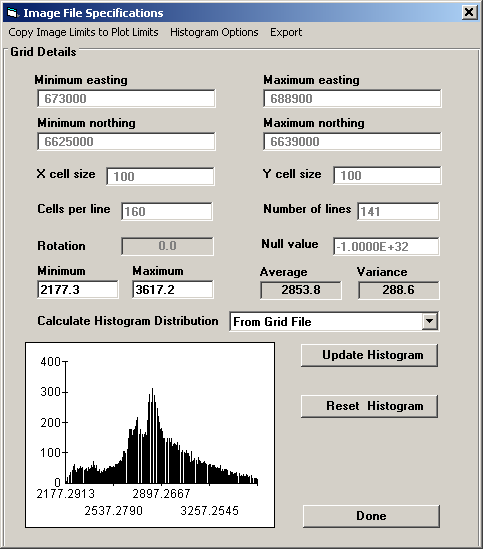 Image File Specifications
Copy Image Limits to Plot Limits Histogram Options Export
Grid Details
Minimum easting Maximum easting
673000 688900
Minimum northing Maximum northing
6625000 6639000
X cell size 100 Y cell size 100
Cells per line 160 Number of lines 141
Rotation 0.0 Null value -1.0000E+32
Minimum Maximum Average Variance
2177.3 3617.2 2853.8 288.6
Calculate Histogram Distribution From Grid File
Update Histogram
400
300
Reset Histogram
200
100
0
2177.2913 2897.2667
2537.2790 3257.2545
Done